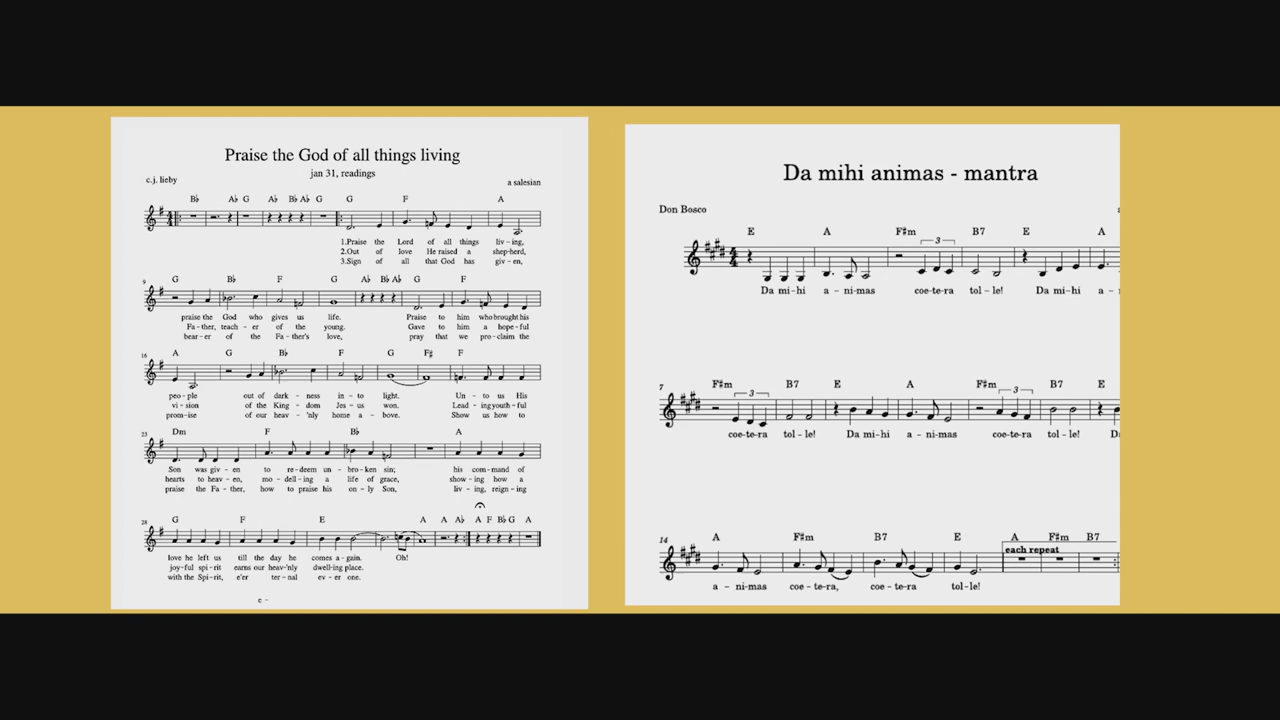 Praise the God of all things living
jan 31, readings
c.j. lieby
a salesian
B♭ A♭ G A♭ B♭ A♭ G G F A
1.Praise the Lord of all things liv-ing,
2.Out of love He raised a shep-herd,
3.Sign of all that God has giv-en,
9
G B♭ F G A♭ B♭ A♭ G F
praise the God who gives us life. Praise to him who brought his
Fa-ther, teach-er of the young. Gave to him a hope-ful
bear-er of the Fa-ther's love, pray that we pro-claim the
16
A G B♭ F G F♯ F
peo-ple out of dark-ness in-to light. Un-to us His
vi-sion of the King-dom Jes-us won. Lead-ing youth-ful
prom-ise of our heav-'nly home a-bove. Show us how to
23
Dm F B♭ A
Son was giv-en to re-deem un-bro-ken sin; his com-mand of
hearts to heav-en, mo-dell-ing a life of grace, show-ing how a
praise the Fa-ther, how to praise his on-ly Son, liv-ing, reign-ing
28
G F E A A A♭ A F B♭ G A
love he left us till the day he comes a-gain. Oh!
joy-ful spi-rit earns our heav-'nly dwell-ing place.
with the Spi-rit, e'er ter-nal ev-er one.
c -
Da mihi animas - mantra
Don Bosco
E A F♯m B7 E A
3
Da mi-hi a-ni-mas coe-te-ra tol-le! Da mi-hi a-
7
F♯m B7 E A F♯m B7 E
3 3
coe-te-ra tol-le! Da mi-hi a-ni-mas coe-te-ra tol-le!
14
A F♯m B7 E A F♯m B7
each repeat
a-ni-mas coe-te-ra, coe-te-ra tol-le!